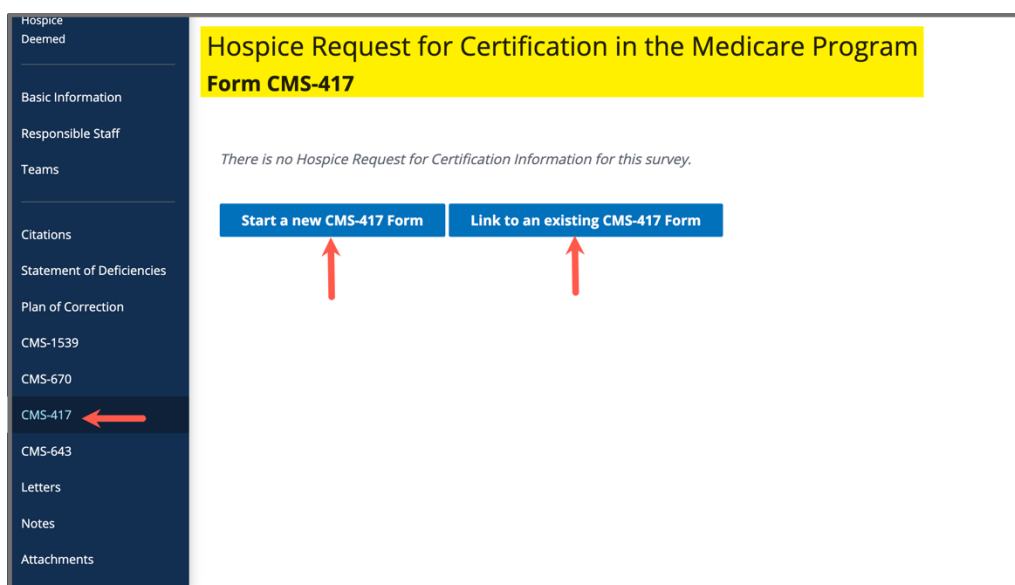 Hospice
Deemed
Basic Information
Responsible Staff
Teams
Citations
Statement of Deficiencies
Plan of Correction
CMS-1539
CMS-670
CMS-417
CMS-643
Letters
Notes
Attachments
Hospice Request for Certification in the Medicare Program
Form CMS-417
There is no Hospice Request for Certification Information for this survey.
Start a new CMS-417 Form
Link to an existing CMS-417 Form